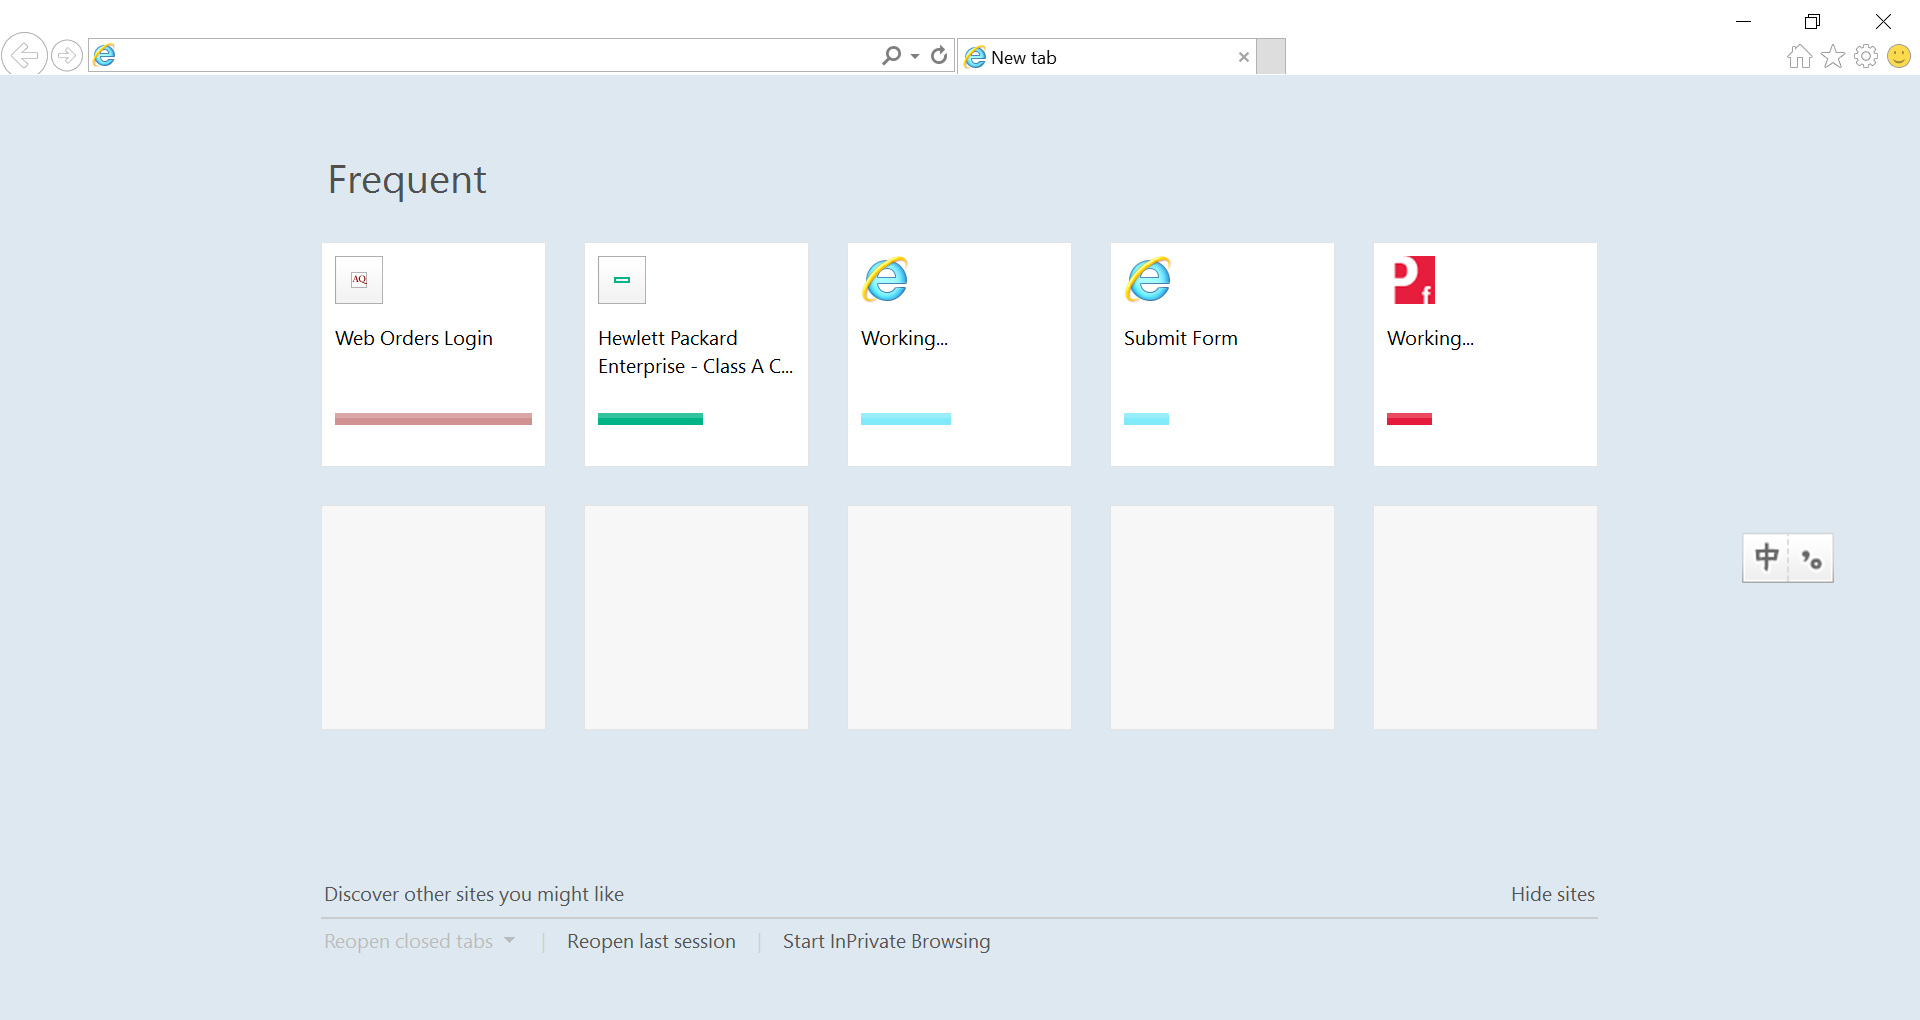 New tab
Frequent
AQ
Web Orders Login
Hewlett Packard
Enterprise - Class A C...
Working...
Submit Form
Pf
Working...
中 ，。
Discover other sites you might like
Hide sites
Reopen closed tabs | Reopen last session | Start InPrivate Browsing